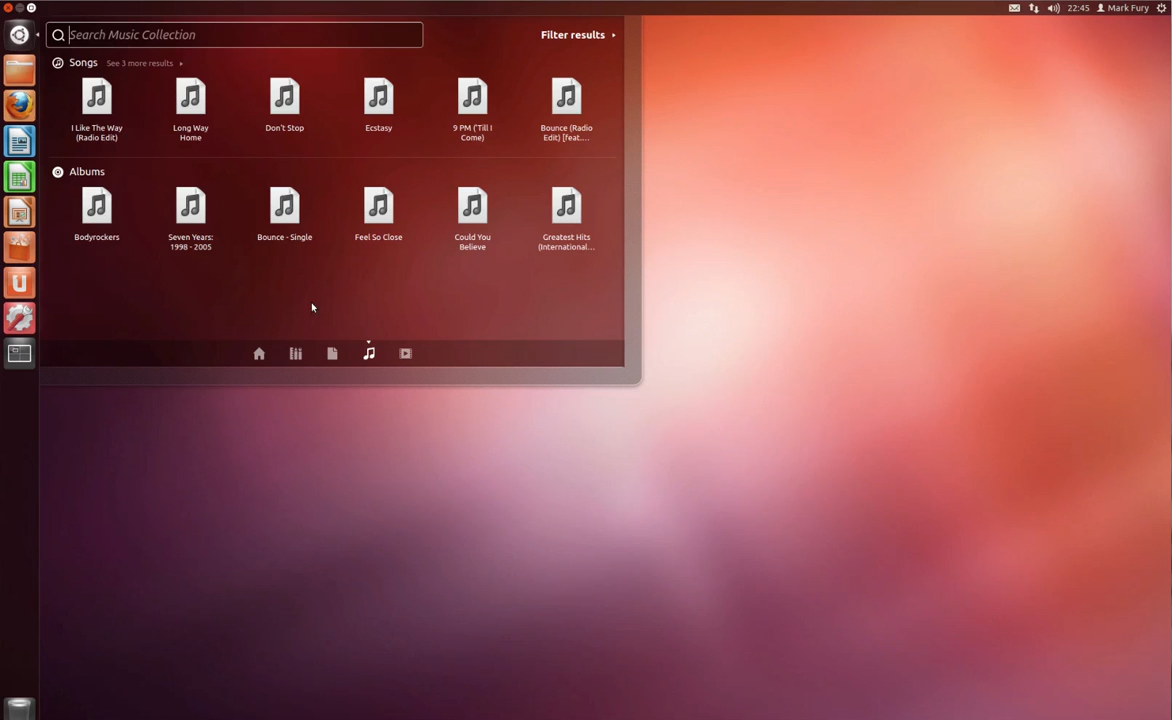 22:45 Mark Fury
Search Music Collection
Filter results
Songs See 3 more results
I Like The Way
(Radio Edit)
Long Way
Home
Don't Stop
Ecstasy
9 PM ('Till I
Come)
Bounce (Radio
Edit) [feat....
Albums
Bodyrockers
Seven Years:
1998 - 2005
Bounce - Single
Feel So Close
Could You
Believe
Greatest Hits
(International...